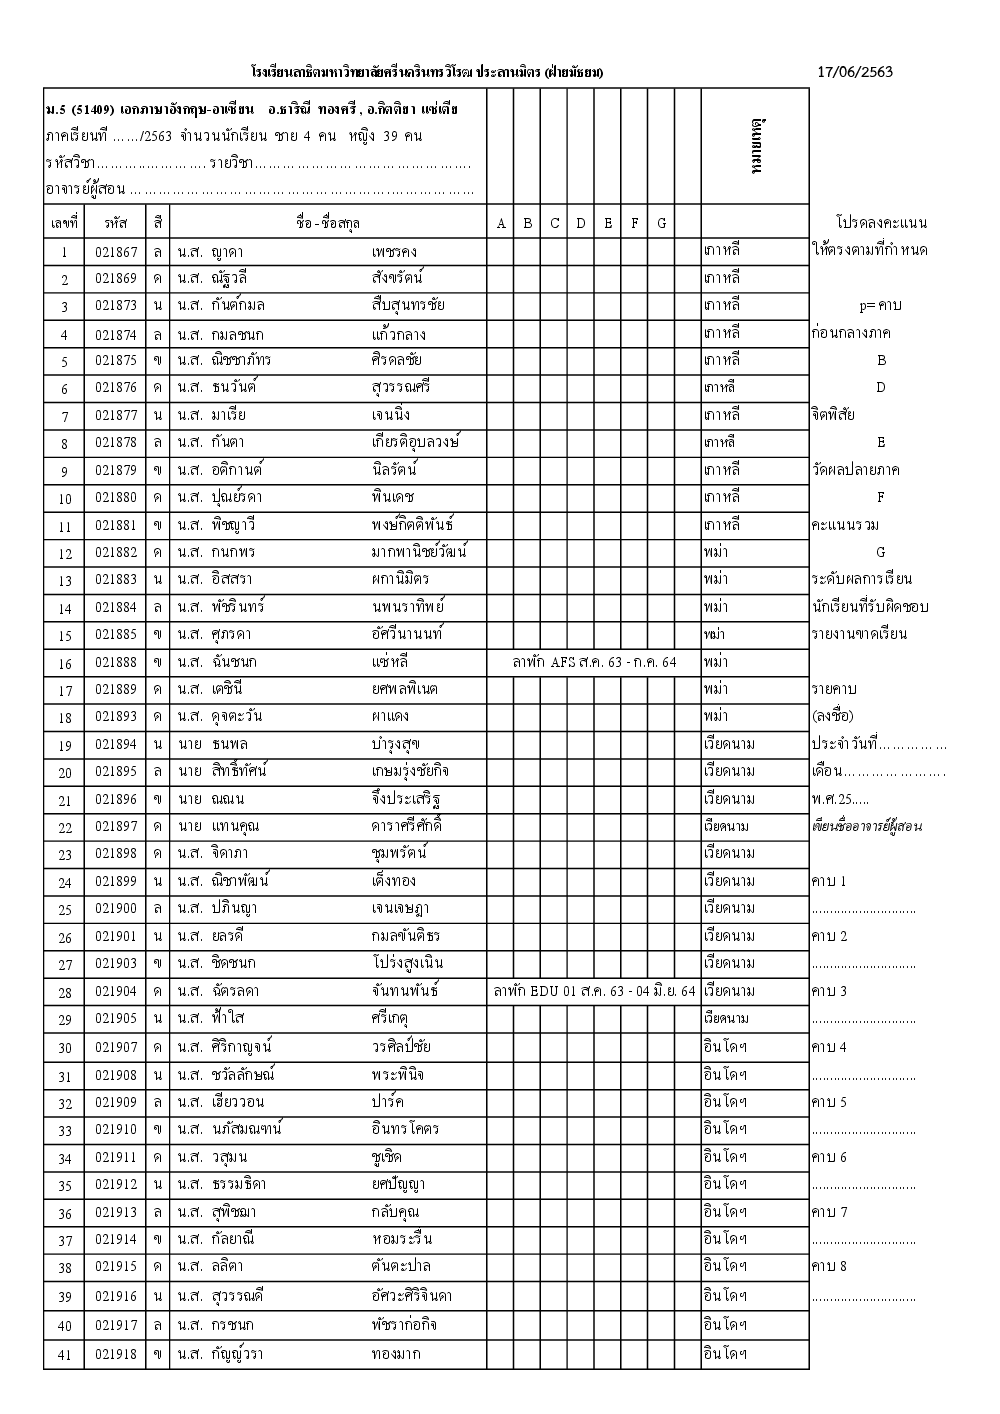 โรงเรียนสาธิตมหาวิทยาลัยศรีนครินทรวิโรฒ ประสานมิตร (ฝ่ายมัธยม) 17/06/2563
ม.5 (51409) เอกภาษาอังกฤษ-อาเซียน อ.ธาริณี ทองศรี , อ.กิตติยา แซ่เตีย
หมายเหตุ
ภาคเรียนที่ ……/2563 จำนวนนักเรียน ชาย 4 คน หญิง 39 คน
รหัสวิชา…………………… รายวิชา……………………………………….
อาจารย์ผู้สอน ………………………………………………………………
เลขที่ รหัส สี ชื่อ - ชื่อสกุล A B C D E F G โปรดลงคะแนน
1 021867 ล น.ส. ญาดา เพชรคง เกาหลี ให้ตรงตามที่กำหนด
2 021869 ด น.ส. ณัฐวลี สังขรัตน์ เกาหลี
3 021873 น น.ส. กันต์กมล สืบสุนทรชัย เกาหลี p= คาบ
4 021874 ล น.ส. กมลชนก แก้วกลาง เกาหลี ก่อนกลางภาค
5 021875 ข น.ส. ณิชชาภัทร ศิรดลชัย เกาหลี B
6 021876 ด น.ส. ธนวันต์ สุวรรณศรี เกาหลี D
7 021877 น น.ส. มาเรีย เจนนิ่ง เกาหลี จิตพิสัย
8 021878 ล น.ส. กันตา เกียรติอุบลวงษ์ เกาหลี E
9 021879 ข น.ส. อติกานต์ นิลรัตน์ เกาหลี วัดผลปลายภาค
10 021880 ด น.ส. ปุณย์รดา พินเดช เกาหลี F
11 021881 ข น.ส. พิชญาวี พงษ์กิตติพันธ์ เกาหลี คะแนนรวม
12 021882 ด น.ส. กนกพร มากพานิชย์วัฒน์ พม่า G
13 021883 น น.ส. อิสสรา ผกานิมิตร พม่า ระดับผลการเรียน
14 021884 ล น.ส. พัชรินทร์ นพนราทิพย์ พม่า นักเรียนที่รับผิดชอบ
15 021885 ข น.ส. ศุภรดา อัศวีนานนท์ พม่า รายงานขาดเรียน
16 021888 ข น.ส. ฉันชนก แซ่หลี ลาพัก AFS ส.ค. 63 - ก.ค. 64 พม่า
17 021889 ด น.ส. เตชินี ยศพลพิเนต พม่า รายคาบ
18 021893 ด น.ส. ดุจตะวัน ผาแดง พม่า (ลงชื่อ)
19 021894 น นาย ธนพล บำรุงสุข เวียดนาม ประจำวันที่……………
20 021895 ล นาย สิทธิ์ทัศน์ เกษมรุ่งชัยกิจ เวียดนาม เดือน………………….
21 021896 ข นาย ณณน จึงประเสริฐ เวียดนาม พ.ศ.25.....
22 021897 ด นาย แทนคุณ ดาราศรีศักดิ์ เวียดนาม เขียนชื่ออาจารย์ผู้สอน
23 021898 ด น.ส. จิดาภา ชุมพรัตน์ เวียดนาม
24 021899 น น.ส. ณิชาพัฒน์ เต็งทอง เวียดนาม คาบ 1
25 021900 ล น.ส. ปภินญา เจนเจษฎา เวียดนาม .............................
26 021901 น น.ส. ยลรดี กมลขันติธร เวียดนาม คาบ 2
27 021903 ข น.ส. ชิดชนก โปร่งสูงเนิน เวียดนาม .............................
28 021904 ด น.ส. ฉัตรลดา จันทนพันธ์ ลาพัก EDU 01 ส.ค. 63 - 04 มิ.ย. 64 เวียดนาม คาบ 3
29 021905 น น.ส. ฟ้าใส ศรีเกตุ เวียดนาม .............................
30 021907 ด น.ส. ศิริกาญจน์ วรศิลป์ชัย อินโดฯ คาบ 4
31 021908 น น.ส. ชวัลลักษณ์ พระพินิจ อินโดฯ .............................
32 021909 ล น.ส. เฮียววอน ปาร์ค อินโดฯ คาบ 5
33 021910 ข น.ส. นภัสมณฑน์ อินทรโคตร อินโดฯ .............................
34 021911 ด น.ส. วสุมน ชูเชิด อินโดฯ คาบ 6
35 021912 น น.ส. ธรรมธิดา ยศปัญญา อินโดฯ .............................
36 021913 ล น.ส. สุพิชฌา กลับคุณ อินโดฯ คาบ 7
37 021914 ข น.ส. กัลยาณี หอมระรื่น อินโดฯ .............................
38 021915 ด น.ส. ลลิตา ตันตะปาล อินโดฯ คาบ 8
39 021916 น น.ส. สุวรรณดี อัศวะศิริจินดา อินโดฯ .............................
40 021917 ล น.ส. กรชนก พัชราก่อกิจ อินโดฯ
41 021918 ข น.ส. กัญญ์วรา ทองมาก อินโดฯ